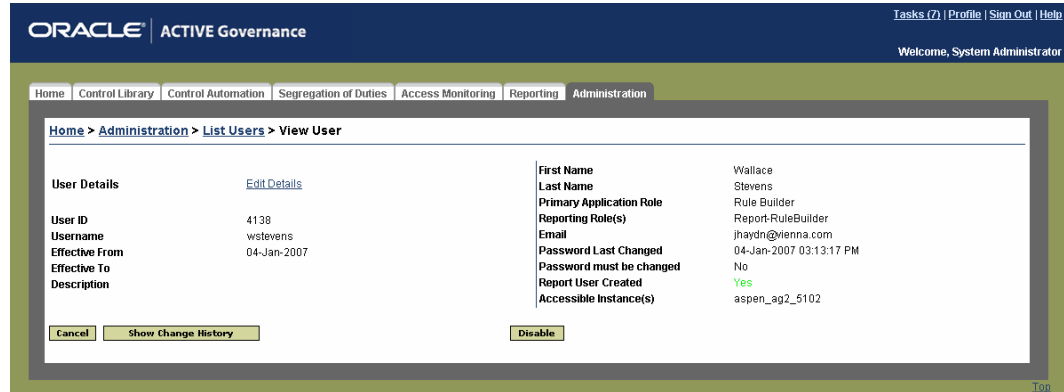 Tasks (7) | Profile | Sign Out | Help
ORACLE® | ACTIVE Governance
Welcome, System Administrator
Home Control Library Control Automation Segregation of Duties Access Monitoring Reporting Administration
Home > Administration > List Users > View User
User Details Edit Details
User ID 4138
Username wstevens
Effective From 04-Jan-2007
Effective To
Description
First Name Wallace
Last Name Stevens
Primary Application Role Rule Builder
Reporting Role(s) Report-RuleBuilder
Email jhaydn@vienna.com
Password Last Changed 04-Jan-2007 03:13:17 PM
Password must be changed No
Report User Created Yes
Accessible Instance(s) aspen_ag2_5102
Cancel Show Change History Disable
Top